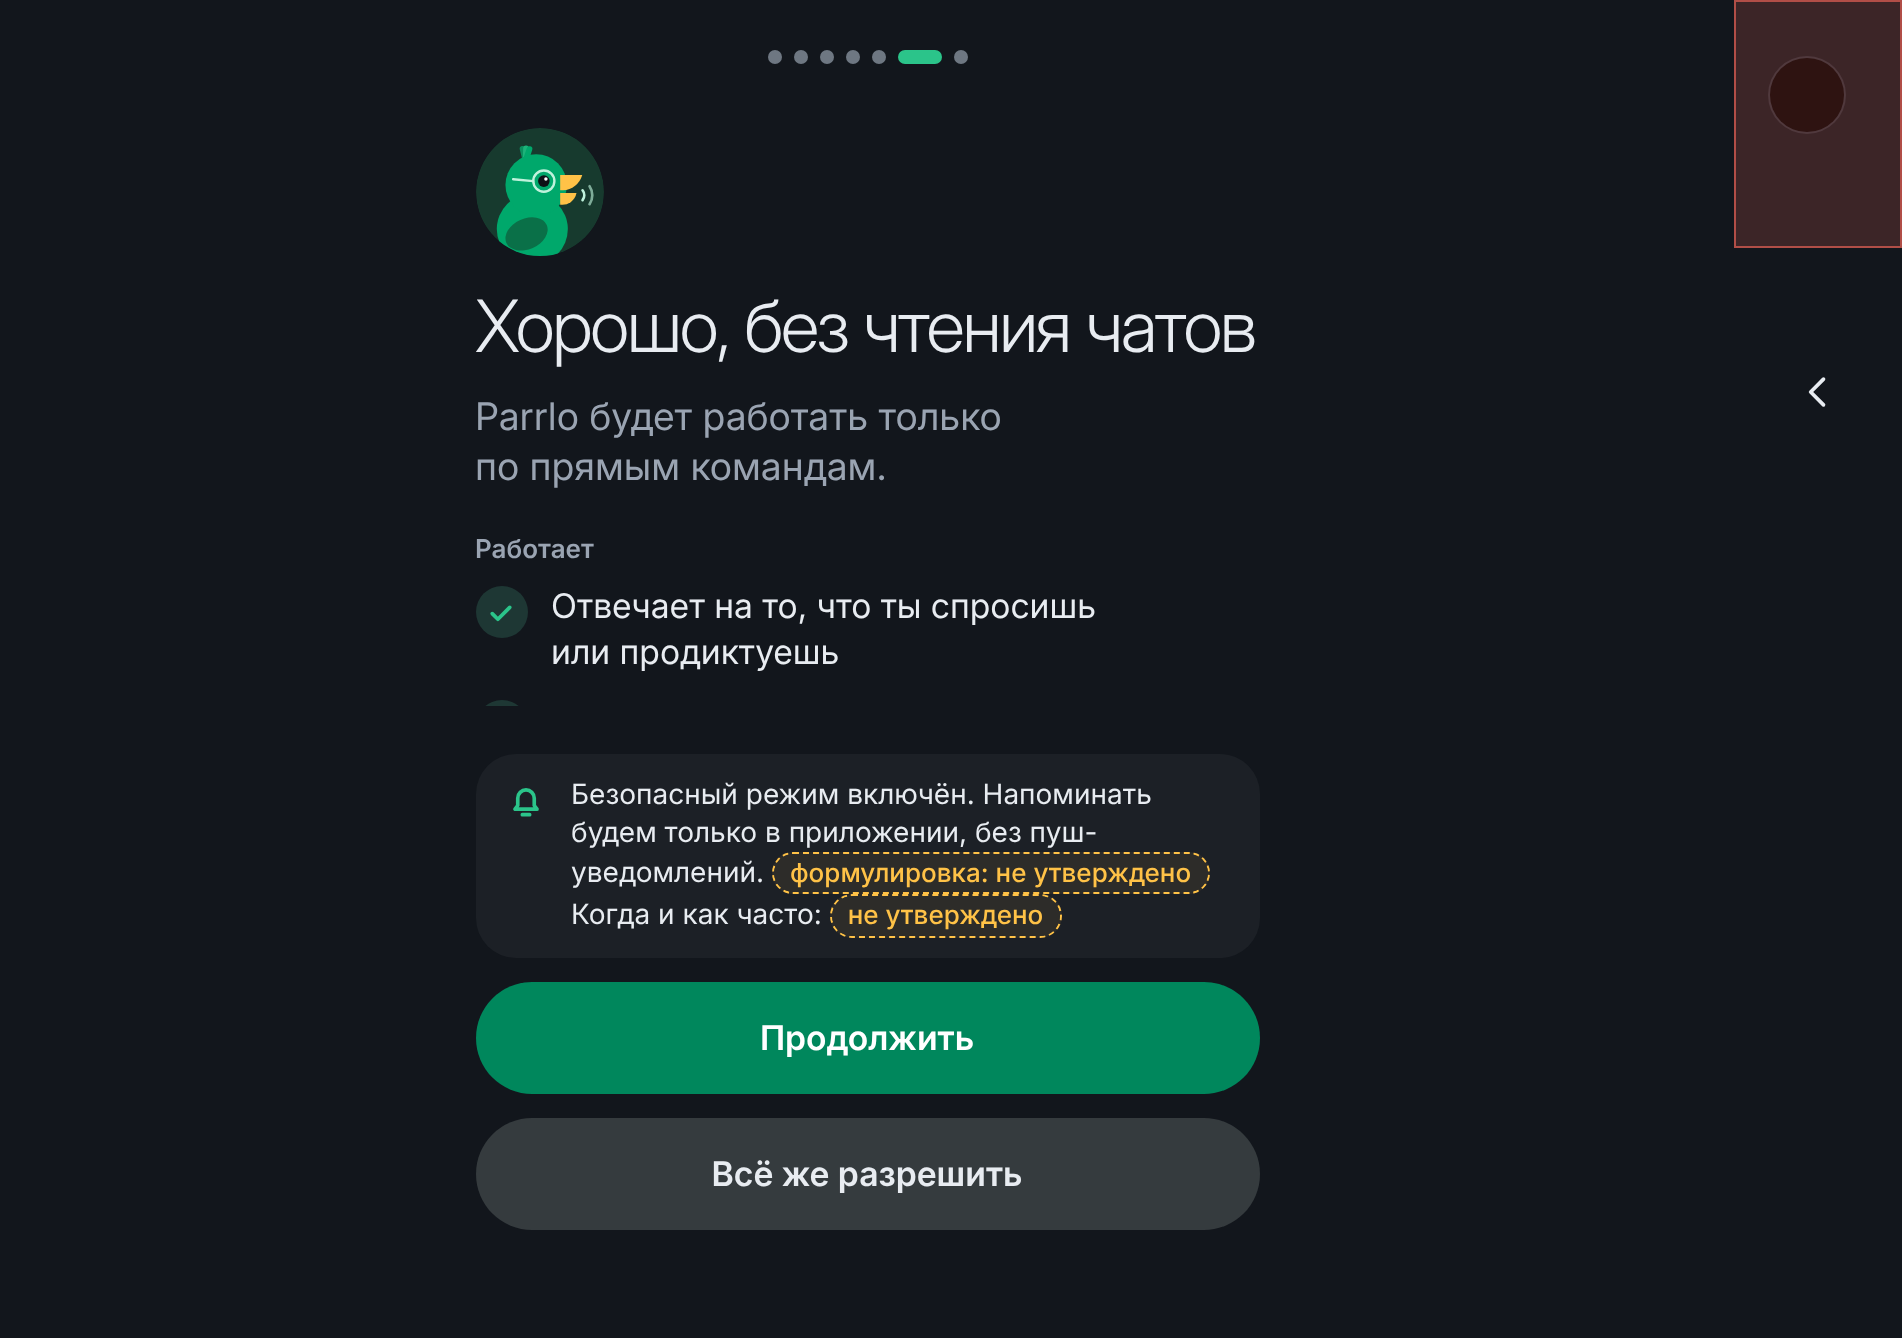 Хорошо, без чтения чатов
Parrlo будет работать только
по прямым командам.
Работает
Отвечает на то, что ты спросишь
или продиктуешь
Безопасный режим включён. Напоминать
будем только в приложении, без пуш-
уведомлений. формулировка: не утверждено
Когда и как часто: не утверждено
Продолжить
Всё же разрешить